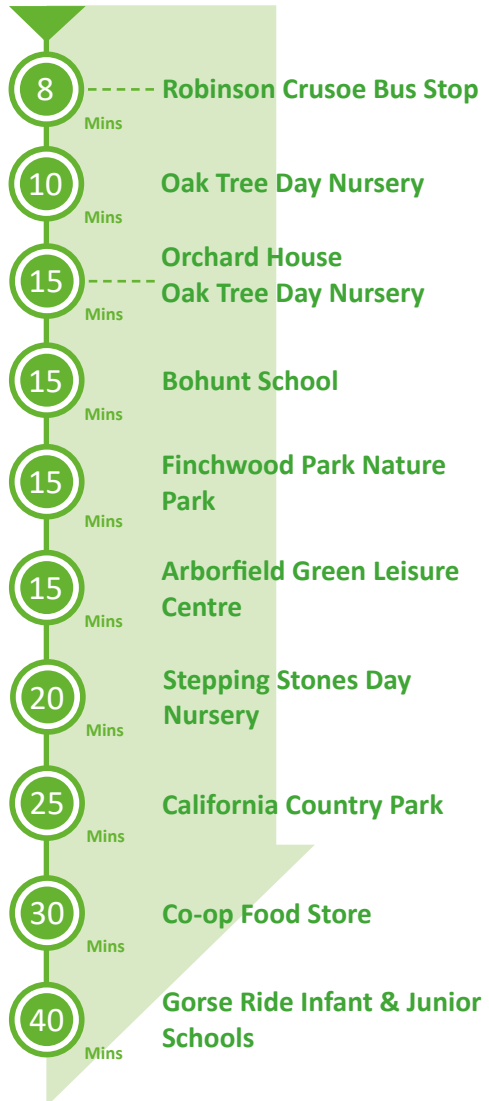 8
Mins
Robinson Crusoe Bus Stop
10
Mins
Oak Tree Day Nursery
15
Mins
Orchard House
Oak Tree Day Nursery
15
Mins
Bohunt School
15
Mins
Finchwood Park Nature
Park
15
Mins
Arborfield Green Leisure
Centre
20
Mins
Stepping Stones Day
Nursery
25
Mins
California Country Park
30
Mins
Co-op Food Store
40
Mins
Gorse Ride Infant & Junior
Schools